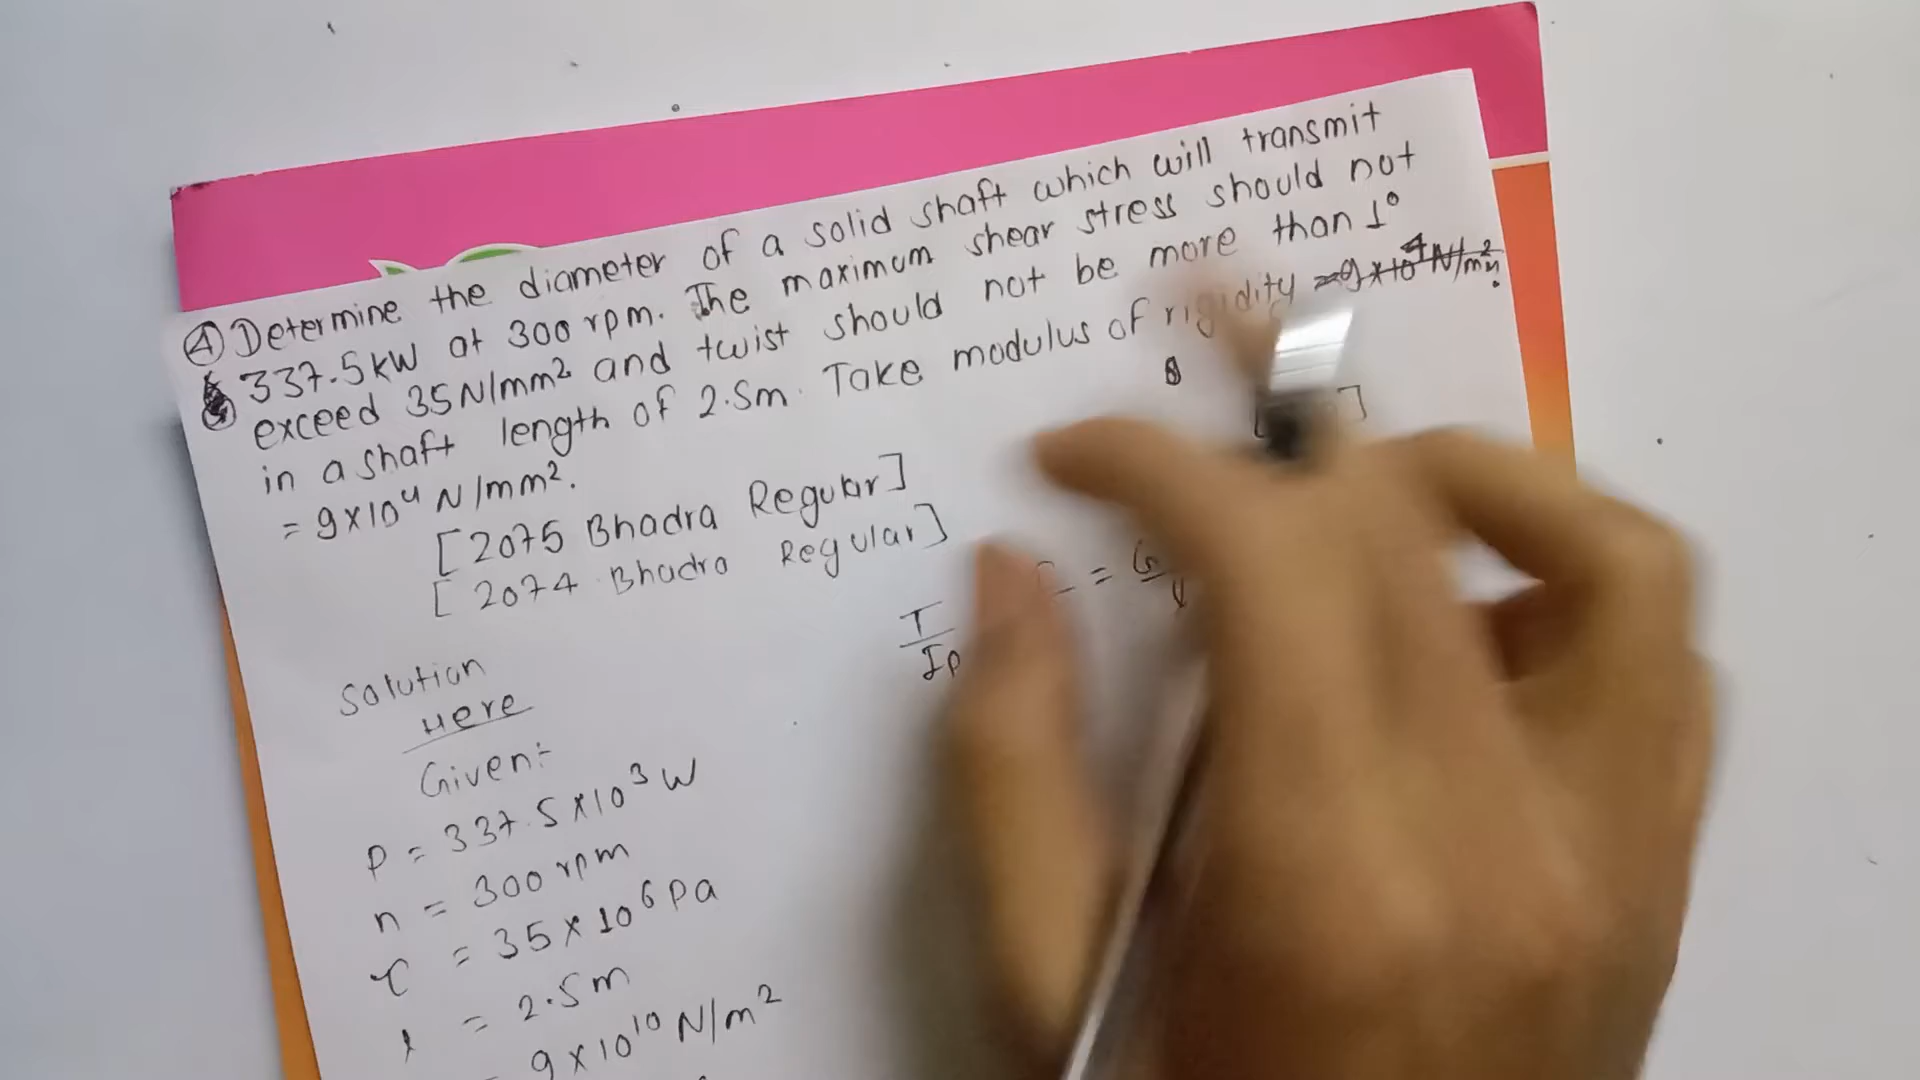 ④ Determine the diameter of a solid shaft which will transmit
337.5kW at 300 rpm. The maximum shear stress should not
exceed 35N/mm² and twist should not be more than 1°
in a shaft length of 2.5m. Take modulus of rigidity
= 9×10⁴ N/mm².
[2075 Bhadra Regular]
[2074 Bhadra Regular]
Solution
Here
Given:-
P = 337.5×10³ W
n = 300 rpm
τ = 35×10⁶ Pa
l = 2.5m
= 9×10¹⁰ N/m²
T
Ip
= G